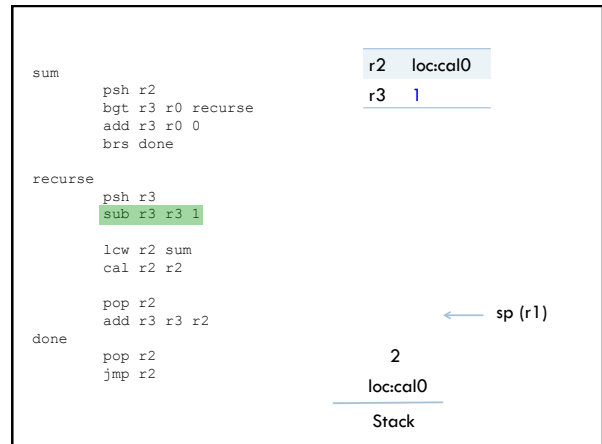 sum
psh r2
bgt r3 r0 recurse
add r3 r0 0
brs done
recurse
psh r3
sub r3 r3 1
lcw r2 sum
cal r2 r2
pop r2
add r3 r3 r2
done
pop r2
jmp r2
r2 loc:cal0
r3 1
sp (r1)
2
loc:cal0
Stack